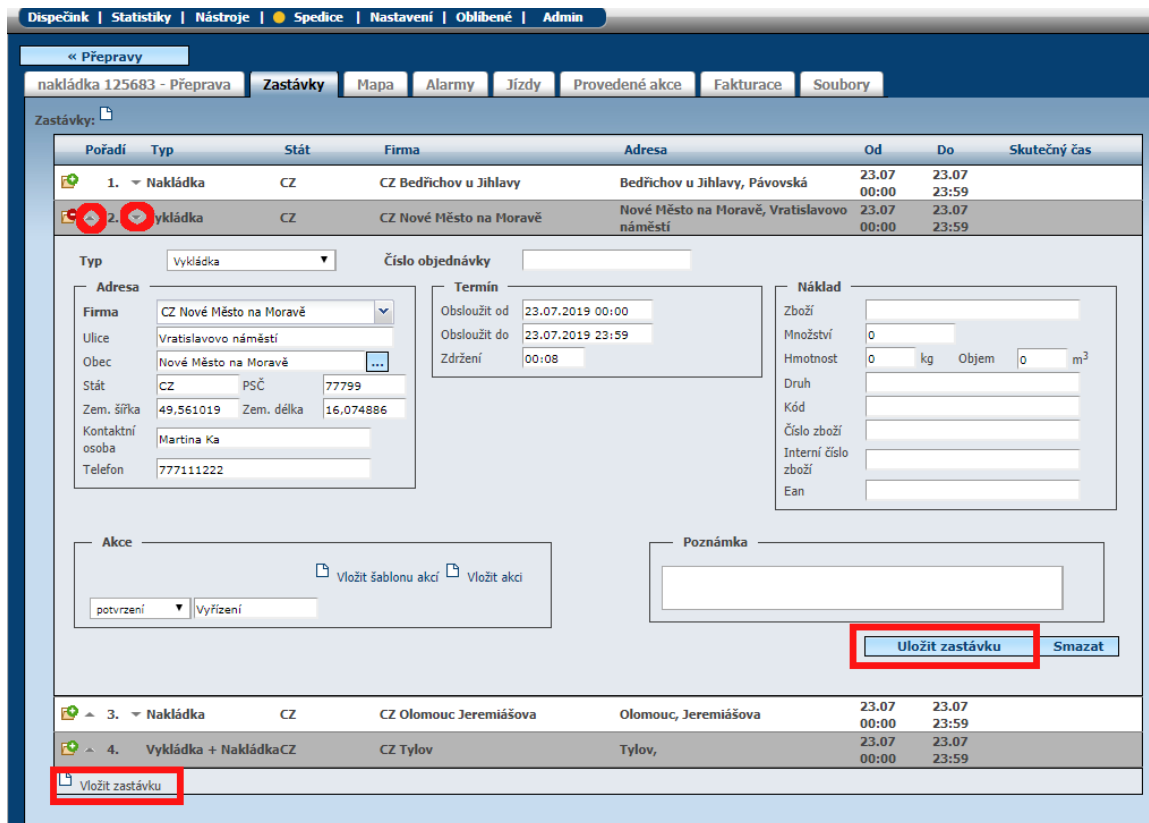 Dispečink | Statistiky | Nástroje | Spedice | Nastavení | Oblíbené | Admin
« Přepravy
nakládka 125683 - Přeprava Zastávky Mapa Alarmy Jízdy Provedené akce Fakturace Soubory
Zastávky:
Pořadí Typ Stát Firma Adresa Od Do Skutečný čas
1. Nakládka CZ CZ Bedřichov u Jihlavy Bedřichov u Jihlavy, Pávovská 23.07 00:00 23.07 23:59
2. ykládka CZ CZ Nové Město na Moravě Nové Město na Moravě, Vratislavovo náměstí 23.07 00:00 23.07 23:59
Typ Vykládka Číslo objednávky
Adresa
Firma CZ Nové Město na Moravě
Ulice Vratislavovo náměstí
Obec Nové Město na Moravě ...
Stát CZ PSČ 77799
Zem. šířka 49,561019 Zem. délka 16,074886
Kontaktní osoba Martina Ka
Telefon 777111222
Termín
Obsloužit od 23.07.2019 00:00
Obsloužit do 23.07.2019 23:59
Zdržení 00:08
Náklad
Zboží
Množství 0
Hmotnost 0 kg Objem 0 m³
Druh
Kód
Číslo zboží
Interní číslo zboží
Ean
Akce
Vložit šablonu akcí Vložit akci
potvrzení Vyřízení
Poznámka
Uložit zastávku Smazat
3. Nakládka CZ CZ Olomouc Jeremiášova Olomouc, Jeremiášova 23.07 00:00 23.07 23:59
4. Vykládka + Nakládka CZ CZ Tylov Tylov, 23.07 00:00 23.07 23:59
Vložit zastávku